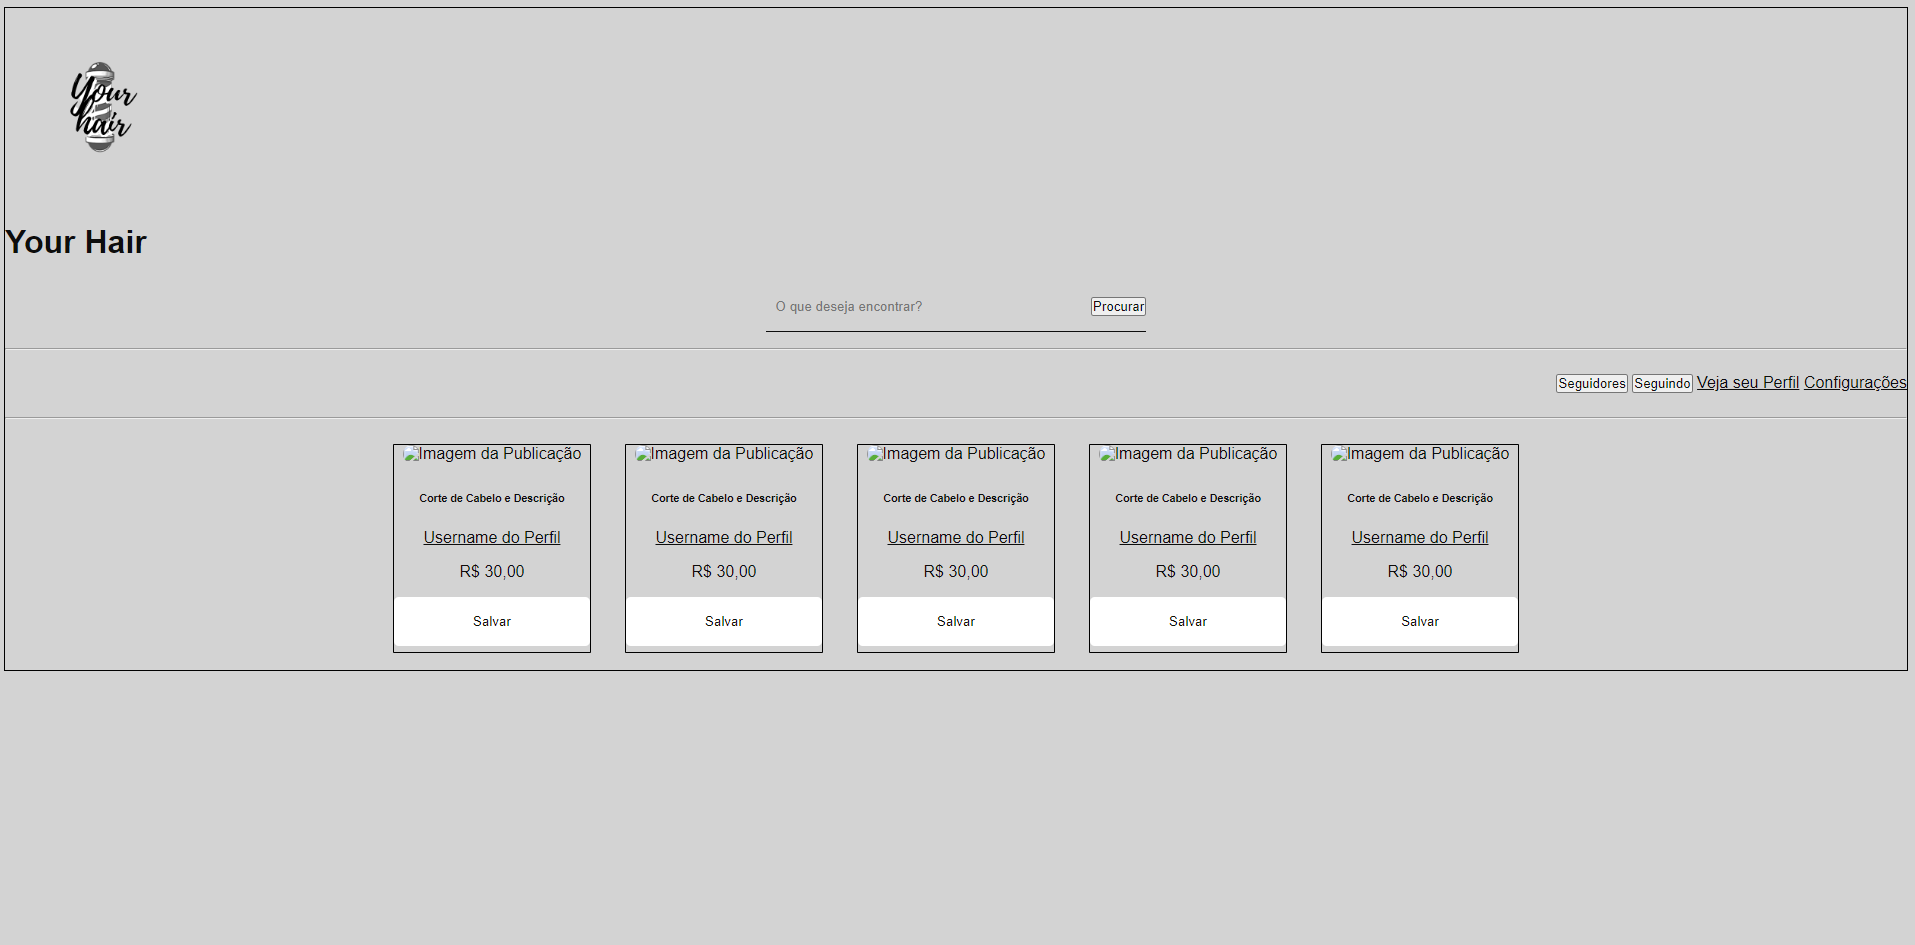 Your
hair
Your Hair
O que deseja encontrar? Procurar
Seguidores Seguindo Veja seu Perfil Configurações
Imagem da Publicação Imagem da Publicação Imagem da Publicação Imagem da Publicação Imagem da Publicação
Corte de Cabelo e Descrição Corte de Cabelo e Descrição Corte de Cabelo e Descrição Corte de Cabelo e Descrição Corte de Cabelo e Descrição
Username do Perfil Username do Perfil Username do Perfil Username do Perfil Username do Perfil
R$ 30,00 R$ 30,00 R$ 30,00 R$ 30,00 R$ 30,00
Salvar Salvar Salvar Salvar Salvar